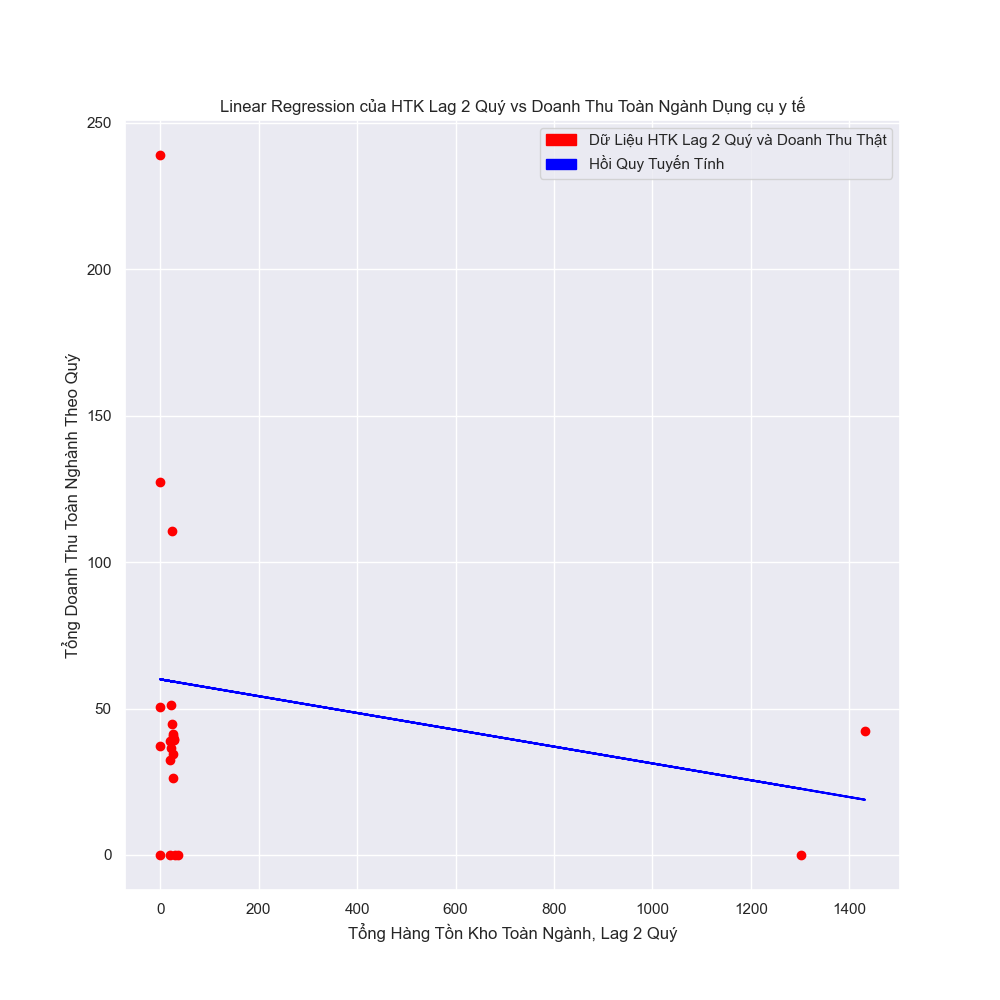 Linear Regression của HTK Lag 2 Quý vs Doanh Thu Toàn Ngành Dụng cụ y tế
250
200
150
100
50
0
Tổng Doanh Thu Toàn Nghành Theo Quý
Dữ Liệu HTK Lag 2 Quý và Doanh Thu Thật
Hồi Quy Tuyến Tính
0 200 400 600 800 1000 1200 1400
Tổng Hàng Tồn Kho Toàn Ngành, Lag 2 Quý